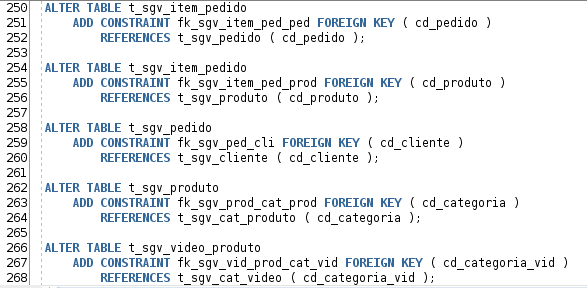 250 ALTER TABLE t_sgv_item_pedido
251     ADD CONSTRAINT fk_sgv_item_ped_ped FOREIGN KEY ( cd_pedido )
252         REFERENCES t_sgv_pedido ( cd_pedido );
253
254 ALTER TABLE t_sgv_item_pedido
255     ADD CONSTRAINT fk_sgv_item_ped_prod FOREIGN KEY ( cd_produto )
256         REFERENCES t_sgv_produto ( cd_produto );
257
258 ALTER TABLE t_sgv_pedido
259     ADD CONSTRAINT fk_sgv_ped_cli FOREIGN KEY ( cd_cliente )
260         REFERENCES t_sgv_cliente ( cd_cliente );
261
262 ALTER TABLE t_sgv_produto
263     ADD CONSTRAINT fk_sgv_prod_cat_prod FOREIGN KEY ( cd_categoria )
264         REFERENCES t_sgv_cat_produto ( cd_categoria );
265
266 ALTER TABLE t_sgv_video_produto
267     ADD CONSTRAINT fk_sgv_vid_prod_cat_vid FOREIGN KEY ( cd_categoria_vid )
268         REFERENCES t_sgv_cat_video ( cd_categoria_vid );